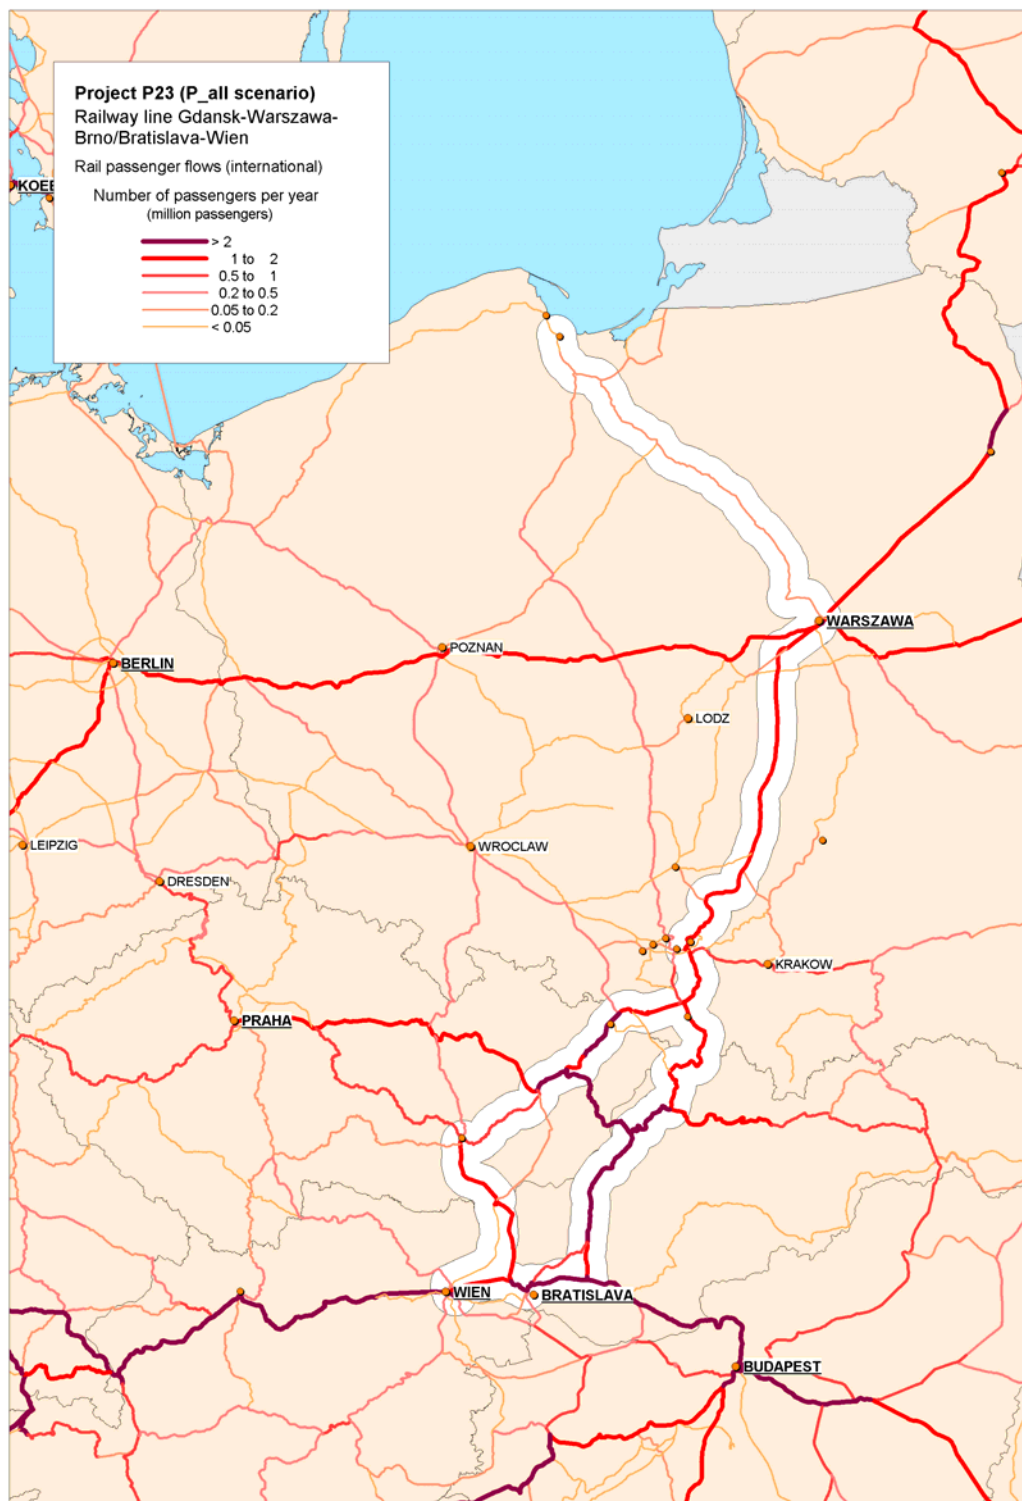 Project P23 (P_all scenario)
Railway line Gdansk-Warszawa-
Brno/Bratislava-Wien
Rail passenger flows (international)
Number of passengers per year
(million passengers)
> 2
1 to 2
0.5 to 1
0.2 to 0.5
0.05 to 0.2
< 0.05
WARSZAWA
POZNAN
BERLIN
LODZ
LEIPZIG
WROCLAW
DRESDEN
KRAKOW
PRAHA
WIEN
BRATISLAVA
BUDAPEST